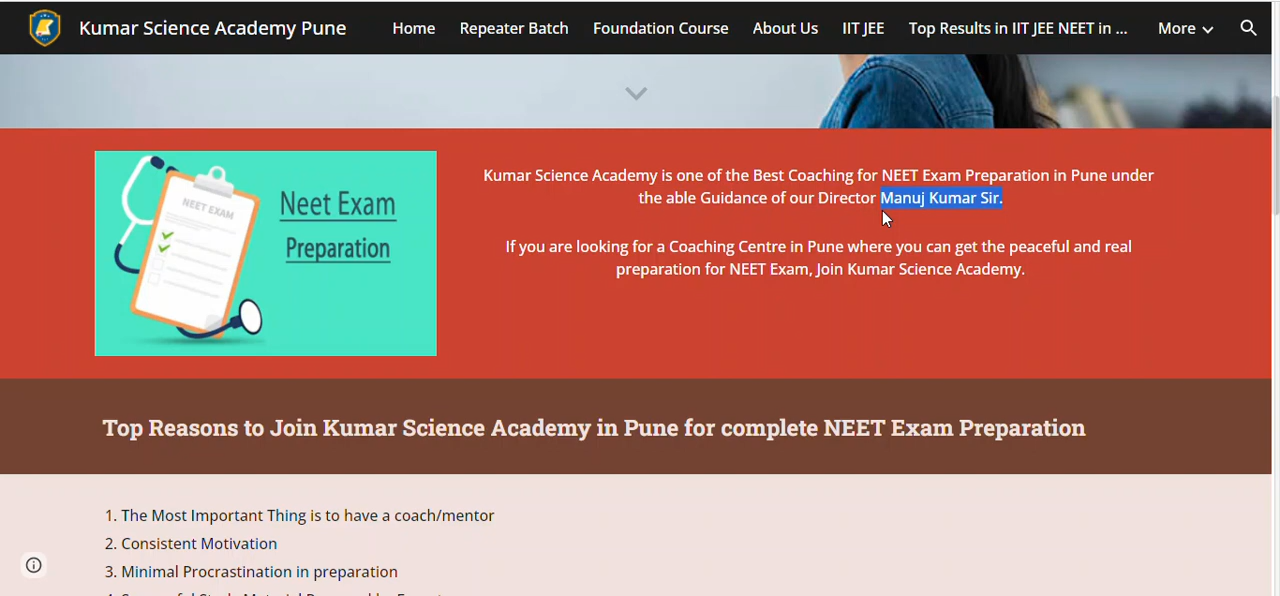 Kumar Science Academy Pune
Home Repeater Batch Foundation Course About Us IIT JEE Top Results in IIT JEE NEET in ... More
NEET EXAM
Neet Exam
Preparation
Kumar Science Academy is one of the Best Coaching for NEET Exam Preparation in Pune under
the able Guidance of our Director Manuj Kumar Sir.
If you are looking for a Coaching Centre in Pune where you can get the peaceful and real
preparation for NEET Exam, Join Kumar Science Academy.
Top Reasons to Join Kumar Science Academy in Pune for complete NEET Exam Preparation
1. The Most Important Thing is to have a coach/mentor
2. Consistent Motivation
3. Minimal Procrastination in preparation